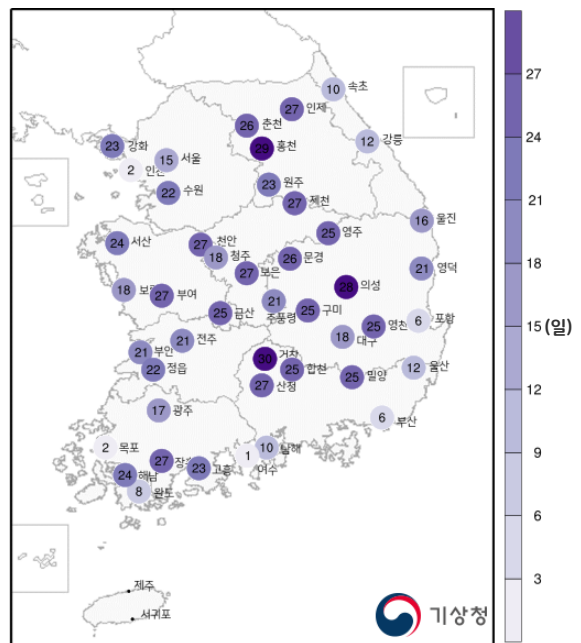 10 속초
27 인제
26 춘천
29 홍천
12 강릉
23 강화
15 서울
2 인천
22 수원
23 원주
27 제천
16 울진
25 영주
24 서산
27 천안
18 청주
26 문경
27 보은
21 영덕
28 의성
18 보령
27 부여
21 추풍령
25 구미
25 금산
6 포항
25 영천
18 대구
21 전주
21 부안
22 정읍
30 거창
25 합천
27 산청
25 밀양
12 울산
17 광주
6 부산
2 목포
27 장흥
23 고흥
1 여수
10 남해
24 해남
8 완도
제주
서귀포
기상청
27
24
21
18
15 (일)
12
9
6
3